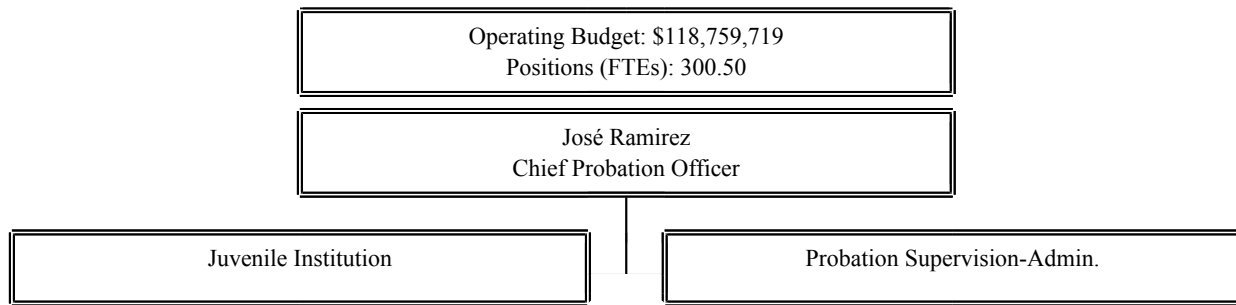 Operating Budget: $118,759,719
Positions (FTEs): 300.50
José Ramirez
Chief Probation Officer
Juvenile Institution
Probation Supervision-Admin.